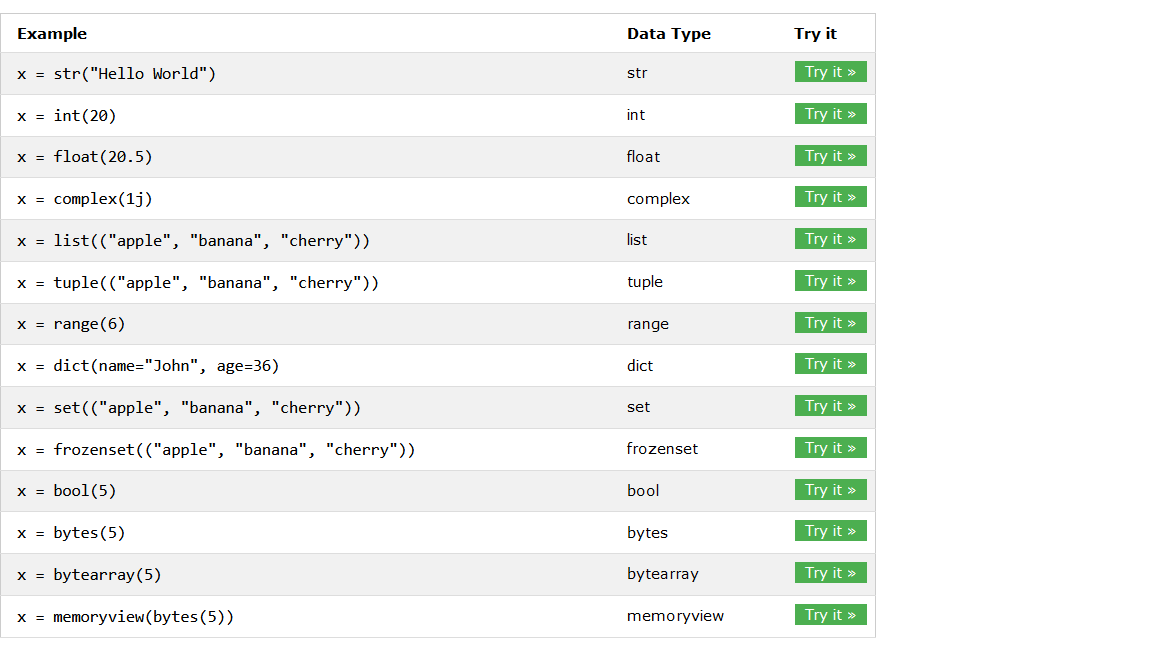 Example Data Type Try it
x = str("Hello World") str Try it »
x = int(20) int Try it »
x = float(20.5) float Try it »
x = complex(1j) complex Try it »
x = list(("apple", "banana", "cherry")) list Try it »
x = tuple(("apple", "banana", "cherry")) tuple Try it »
x = range(6) range Try it »
x = dict(name="John", age=36) dict Try it »
x = set(("apple", "banana", "cherry")) set Try it »
x = frozenset(("apple", "banana", "cherry")) frozenset Try it »
x = bool(5) bool Try it »
x = bytes(5) bytes Try it »
x = bytearray(5) bytearray Try it »
x = memoryview(bytes(5)) memoryview Try it »